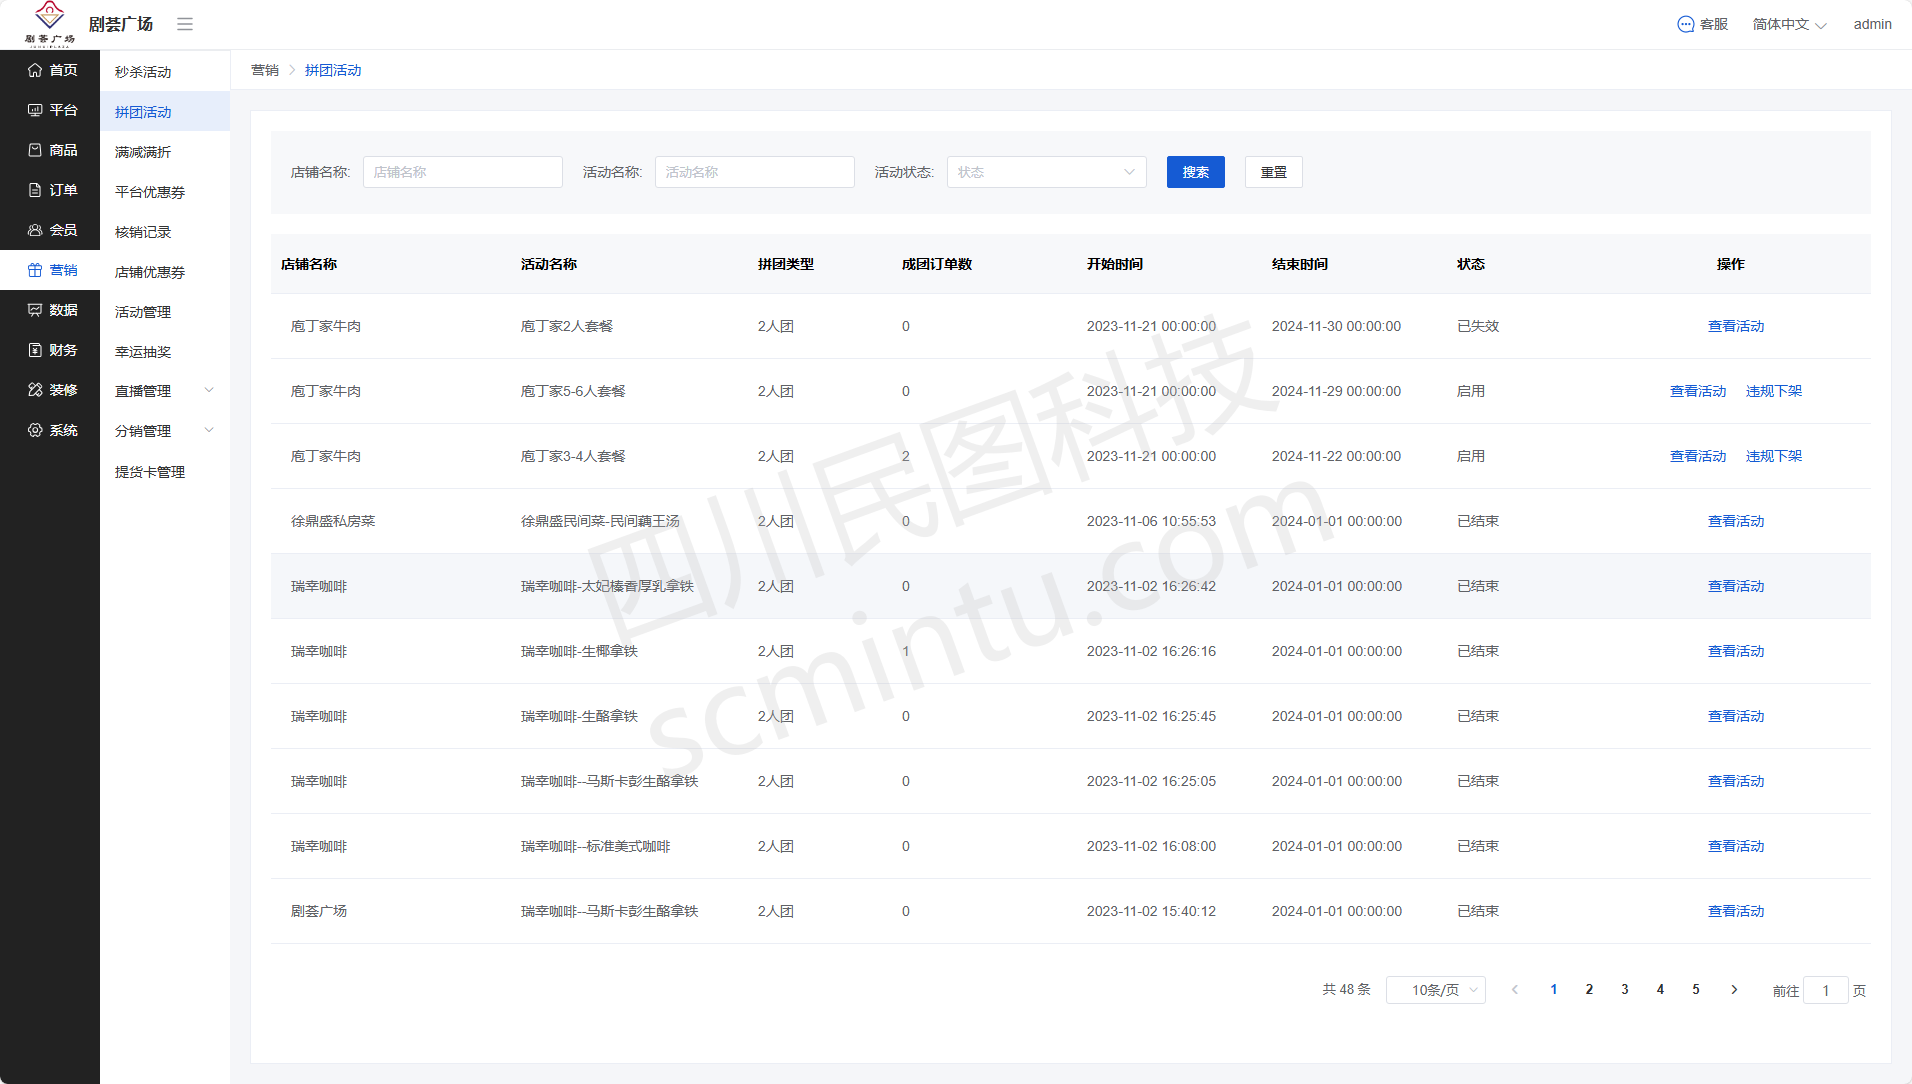 剧荟广场
剧荟广场
客服
简体中文
admin
首页
平台
商品
订单
会员
营销
数据
财务
装修
系统
秒杀活动
拼团活动
满减满折
平台优惠券
核销记录
店铺优惠券
活动管理
幸运抽奖
直播管理
分销管理
提货卡管理
营销 > 拼团活动
店铺名称: 店铺名称 活动名称: 活动名称 活动状态: 状态 搜索 重置
店铺名称 活动名称 拼团类型 成团订单数 开始时间 结束时间 状态 操作
庖丁家牛肉 庖丁家2人套餐 2人团 0 2023-11-21 00:00:00 2024-11-30 00:00:00 已失效 查看活动
庖丁家牛肉 庖丁家5-6人套餐 2人团 0 2023-11-21 00:00:00 2024-11-29 00:00:00 启用 查看活动 违规下架
庖丁家牛肉 庖丁家3-4人套餐 2人团 2 2023-11-21 00:00:00 2024-11-22 00:00:00 启用 查看活动 违规下架
徐鼎盛私房菜 徐鼎盛民间菜-民间藕王汤 2人团 0 2023-11-06 10:55:53 2024-01-01 00:00:00 已结束 查看活动
瑞幸咖啡 瑞幸咖啡-太妃榛香厚乳拿铁 2人团 0 2023-11-02 16:26:42 2024-01-01 00:00:00 已结束 查看活动
瑞幸咖啡 瑞幸咖啡-生椰拿铁 2人团 1 2023-11-02 16:26:16 2024-01-01 00:00:00 已结束 查看活动
瑞幸咖啡 瑞幸咖啡-生酪拿铁 2人团 0 2023-11-02 16:25:45 2024-01-01 00:00:00 已结束 查看活动
瑞幸咖啡 瑞幸咖啡--马斯卡彭生酪拿铁 2人团 0 2023-11-02 16:25:05 2024-01-01 00:00:00 已结束 查看活动
瑞幸咖啡 瑞幸咖啡--标准美式咖啡 2人团 0 2023-11-02 16:08:00 2024-01-01 00:00:00 已结束 查看活动
剧荟广场 瑞幸咖啡--马斯卡彭生酪拿铁 2人团 0 2023-11-02 15:40:12 2024-01-01 00:00:00 已结束 查看活动
四川民图科技
scmintu.com
共 48 条 10条/页 < 1 2 3 4 5 > 前往 1 页